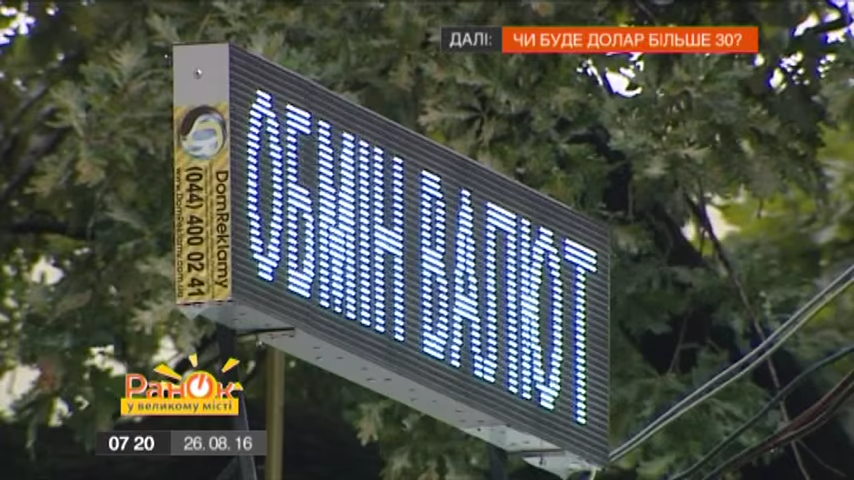 ДАЛІ: ЧИ БУДЕ ДОЛАР БІЛЬШЕ 30?
ОБМІН ВАЛЮТ
DomReklamy
(044) 400 02 41
www.DomReklamy.com.ua
РанОк
у великому місті
07 20 26. 08. 16